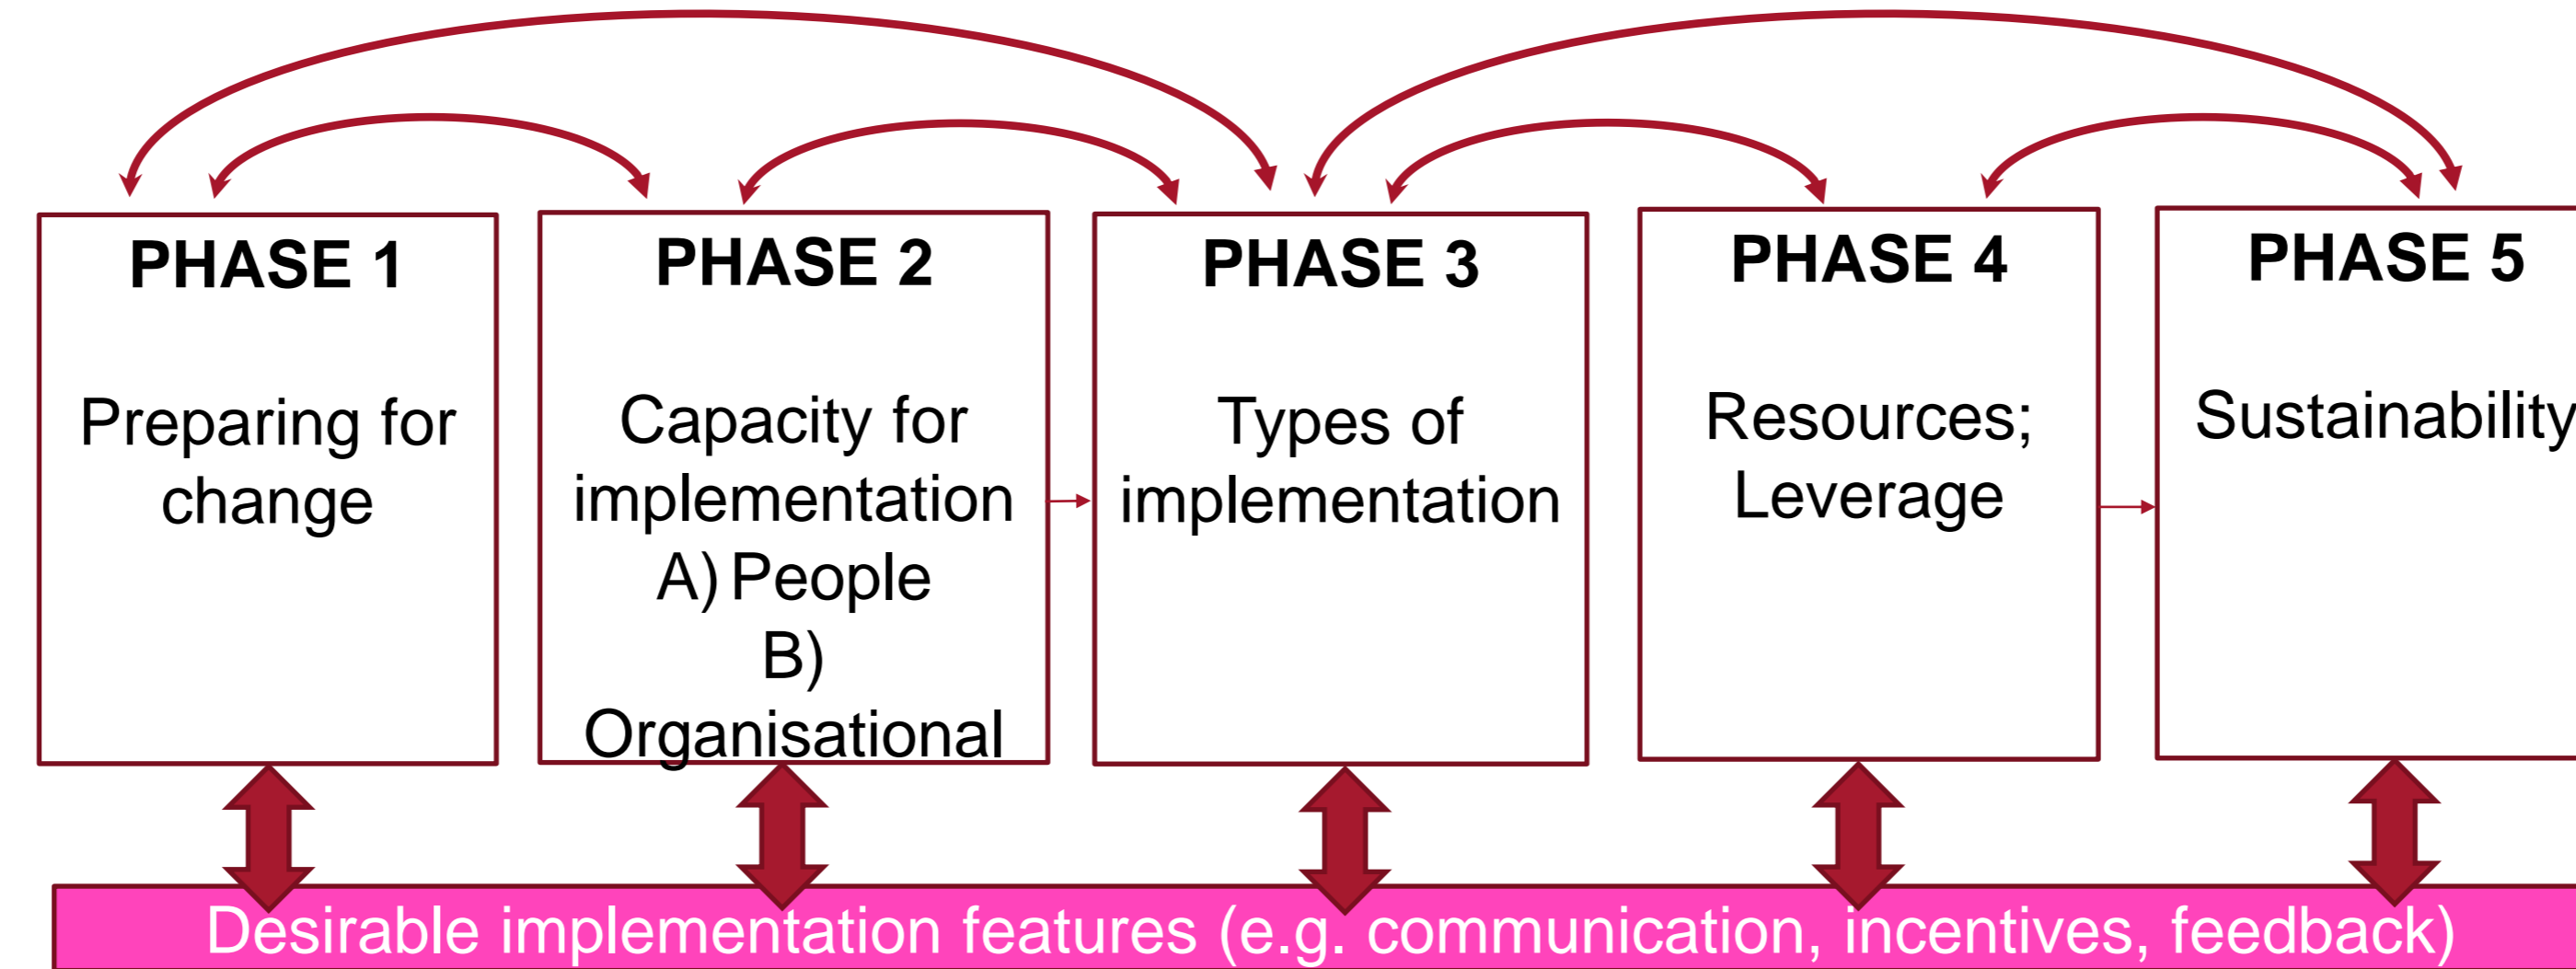 PHASE 1
Preparing for
change
PHASE 2
Capacity for
implementation
A) People
B)
Organisational
PHASE 3
Types of
implementation
PHASE 4
Resources;
Leverage
PHASE 5
Sustainability
Desirable implementation features (e.g. communication, incentives, feedback)